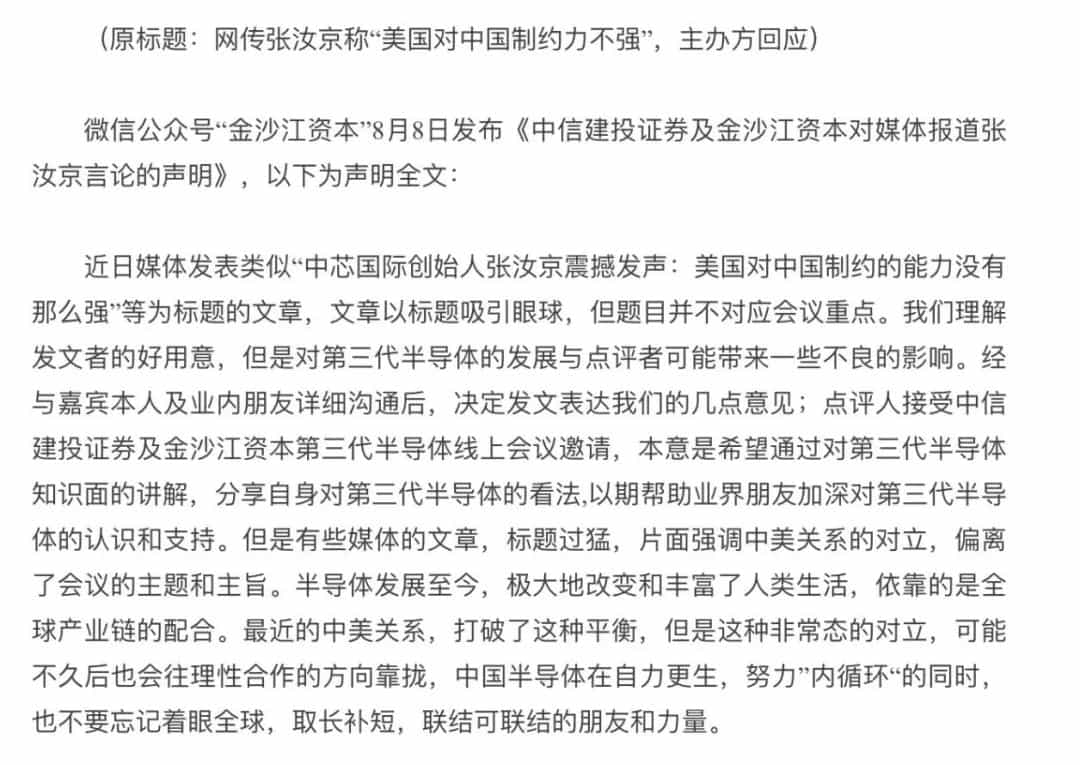 （原标题：网传张汝京称“美国对中国制约力不强”，主办方回应）
微信公众号“金沙江资本”8月8日发布《中信建投证券及金沙江资本对媒体报道张
汝京言论的声明》，以下为声明全文：
近日媒体发表类似“中芯国际创始人张汝京震撼发声：美国对中国制约的能力没有
那么强”等为标题的文章，文章以标题吸引眼球，但题目并不对应会议重点。我们理解
发文者的好用意，但是对第三代半导体的发展与点评者可能带来一些不良的影响。经
与嘉宾本人及业内朋友详细沟通后，决定发文表达我们的几点意见；点评人接受中信
建投证券及金沙江资本第三代半导体线上会议邀请，本意是希望通过对第三代半导体
知识面的讲解，分享自身对第三代半导体的看法,以期帮助业界朋友加深对第三代半导
体的认识和支持。但是有些媒体的文章，标题过猛，片面强调中美关系的对立，偏离
了会议的主题和主旨。半导体发展至今，极大地改变和丰富了人类生活，依靠的是全
球产业链的配合。最近的中美关系，打破了这种平衡，但是这种非常态的对立，可能
不久后也会往理性合作的方向靠拢，中国半导体在自力更生，努力”内循环“的同时，
也不要忘记着眼全球，取长补短，联结可联结的朋友和力量。